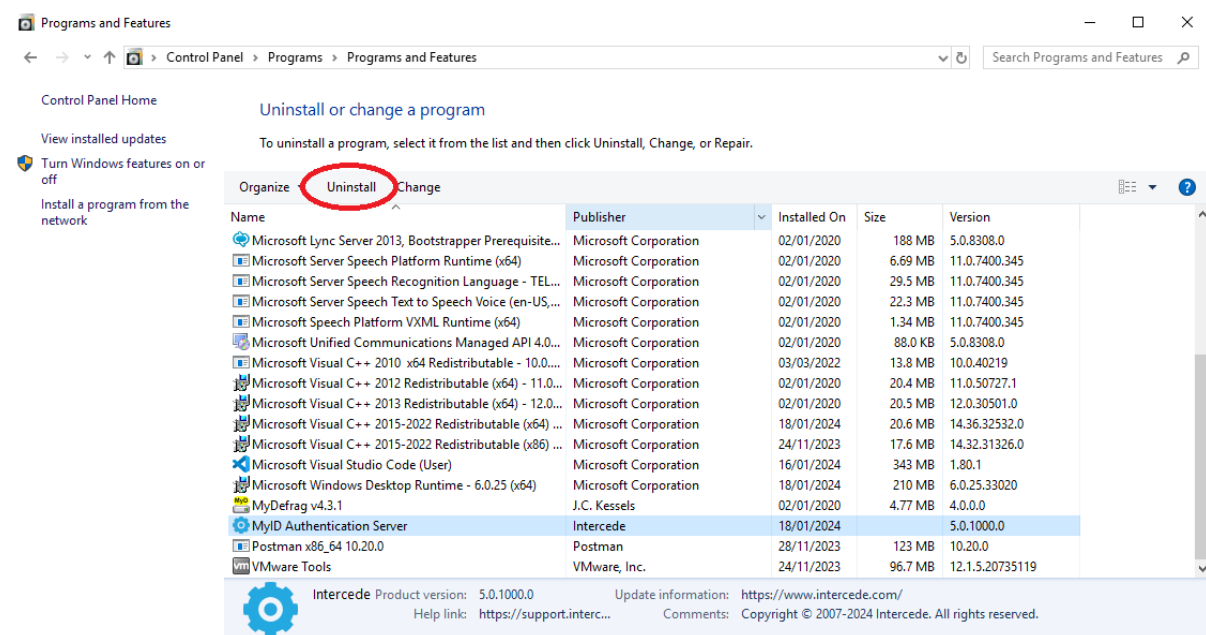 Programs and Features
Control Panel > Programs > Programs and Features
Search Programs and Features
Control Panel Home
View installed updates
Turn Windows features on or
off
Install a program from the
network
Uninstall or change a program
To uninstall a program, select it from the list and then click Uninstall, Change, or Repair.
Organize Uninstall Change
Name Publisher Installed On Size Version
Microsoft Lync Server 2013, Bootstrapper Prerequisite... Microsoft Corporation 02/01/2020 188 MB 5.0.8308.0
Microsoft Server Speech Platform Runtime (x64) Microsoft Corporation 02/01/2020 6.69 MB 11.0.7400.345
Microsoft Server Speech Recognition Language - TEL... Microsoft Corporation 02/01/2020 29.5 MB 11.0.7400.345
Microsoft Server Speech Text to Speech Voice (en-US,... Microsoft Corporation 02/01/2020 22.3 MB 11.0.7400.345
Microsoft Speech Platform VXML Runtime (x64) Microsoft Corporation 02/01/2020 1.34 MB 11.0.7400.345
Microsoft Unified Communications Managed API 4.0... Microsoft Corporation 02/01/2020 88.0 KB 5.0.8308.0
Microsoft Visual C++ 2010 x64 Redistributable - 10.0.... Microsoft Corporation 03/03/2022 13.8 MB 10.0.40219
Microsoft Visual C++ 2012 Redistributable (x64) - 11.0... Microsoft Corporation 02/01/2020 20.4 MB 11.0.50727.1
Microsoft Visual C++ 2013 Redistributable (x64) - 12.0... Microsoft Corporation 02/01/2020 20.5 MB 12.0.30501.0
Microsoft Visual C++ 2015-2022 Redistributable (x64) ... Microsoft Corporation 18/01/2024 20.6 MB 14.36.32532.0
Microsoft Visual C++ 2015-2022 Redistributable (x86) ... Microsoft Corporation 24/11/2023 17.6 MB 14.32.31326.0
Microsoft Visual Studio Code (User) Microsoft Corporation 16/01/2024 343 MB 1.80.1
Microsoft Windows Desktop Runtime - 6.0.25 (x64) Microsoft Corporation 18/01/2024 210 MB 6.0.25.33020
MyDefrag v4.3.1 J.C. Kessels 02/01/2020 4.77 MB 4.0.0.0
MyID Authentication Server Intercede 18/01/2024 5.0.1000.0
Postman x86_64 10.20.0 Postman 28/11/2023 123 MB 10.20.0
vm VMware Tools VMware, Inc. 24/11/2023 96.7 MB 12.1.5.20735119
Intercede Product version: 5.0.1000.0 Update information: https://www.intercede.com/
Help link: https://support.interc... Comments: Copyright © 2007-2024 Intercede. All rights reserved.